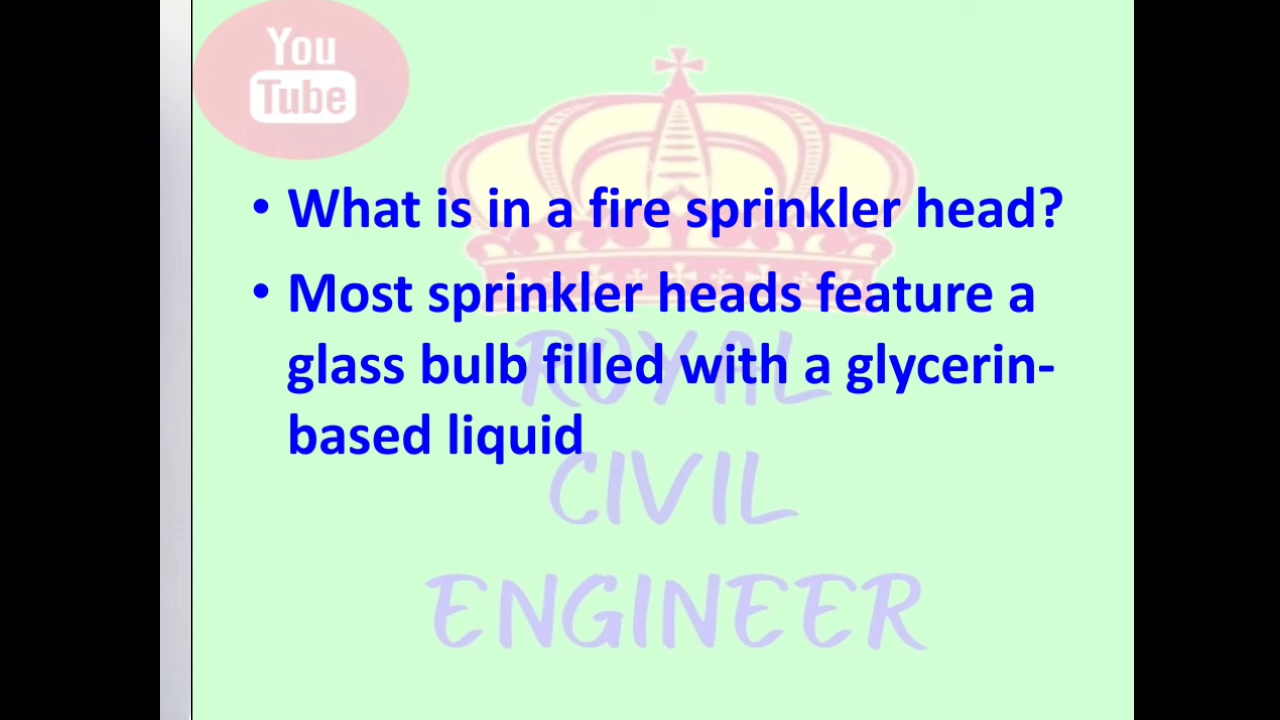 You
Tube
• What is in a fire sprinkler head?
• Most sprinkler heads feature a
glass bulb filled with a glycerin-
based liquid
ROYAL
CIVIL
ENGINEER